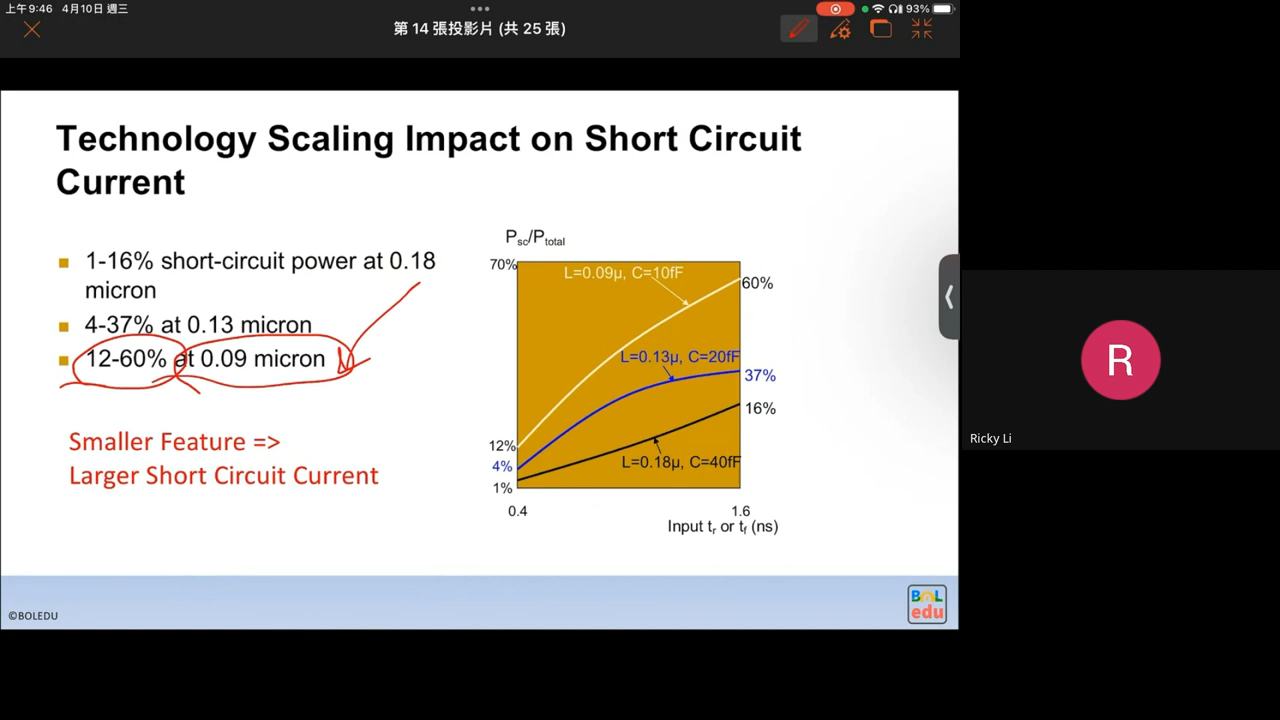 上午9:46 4月10日 週三
93%
第 14 張投影片 (共 25 張)
Technology Scaling Impact on Short Circuit
Current
1-16% short-circuit power at 0.18
micron
4-37% at 0.13 micron
12-60% at 0.09 micron
Smaller Feature =>
Larger Short Circuit Current
Psc/Ptotal
70%
L=0.09µ, C=10fF
60%
L=0.13µ, C=20fF
37%
16%
12%
4%
L=0.18µ, C=40fF
1%
0.4
1.6
Input tr or tf (ns)
©BOLEDU
BOL
edu
R
Ricky Li